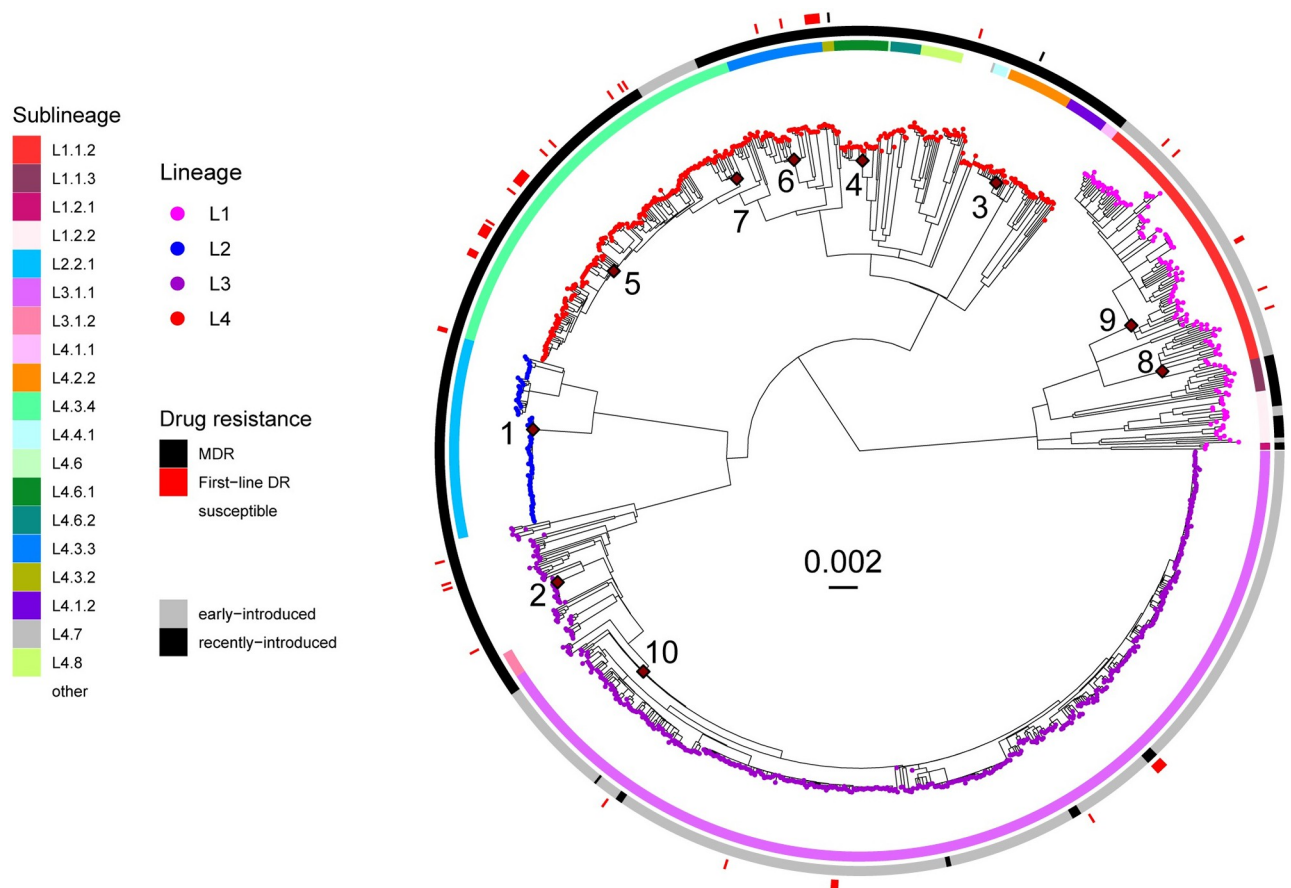 Sublineage
L1.1.2
L1.1.3
L1.2.1
L1.2.2
L2.2.1
L3.1.1
L3.1.2
L4.1.1
L4.2.2
L4.3.4
L4.4.1
L4.6
L4.6.1
L4.6.2
L4.3.3
L4.3.2
L4.1.2
L4.7
L4.8
other
Lineage
L1
L2
L3
L4
Drug resistance
MDR
First−line DR
susceptible
early−introduced
recently−introduced
6
4
3
7
5
9
8
1
0.002
2
10